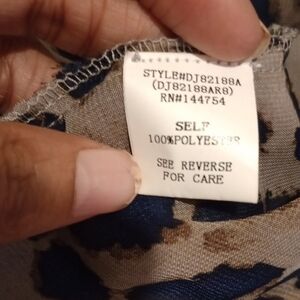 STYLE#DJ82188A
(DJ82188AR8)
RN#144754
SELF
100%POLYESTER
SEE REVERSE
FOR CARE